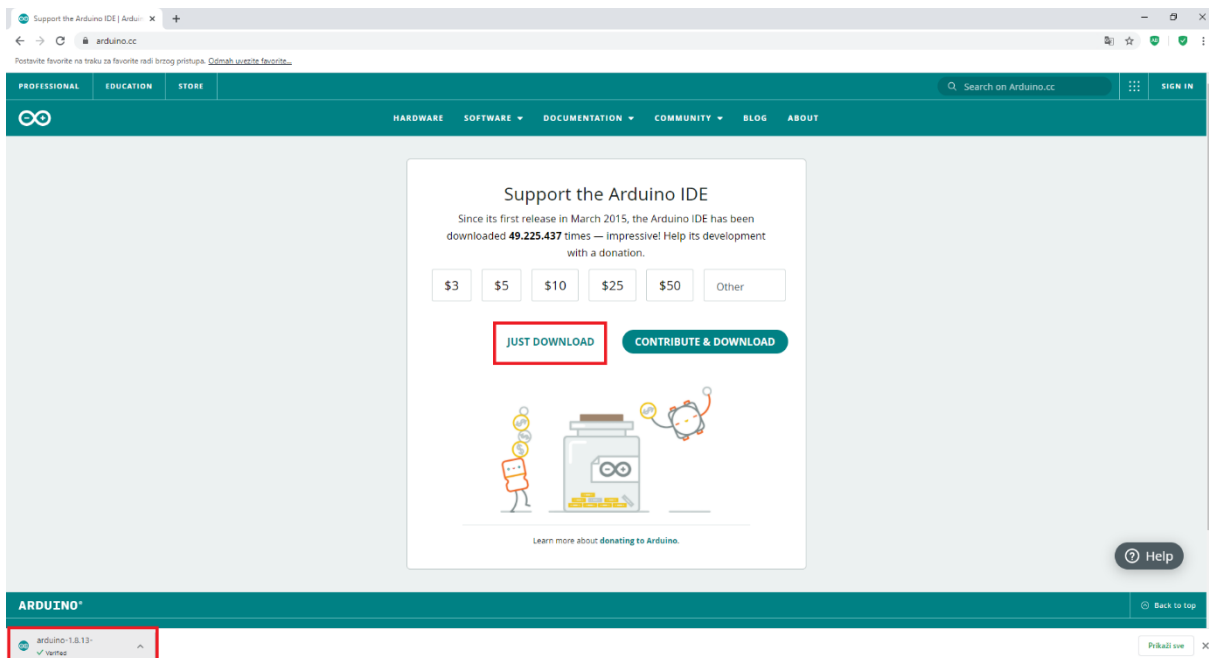 Support the Arduino IDE | Ardui
arduino.cc
Postavite favorite na traku za favorite radi brzog pristupa. Odmah uvezite favorite...
PROFESSIONAL EDUCATION STORE Search on Arduino.cc SIGN IN
HARDWARE SOFTWARE DOCUMENTATION COMMUNITY BLOG ABOUT
Support the Arduino IDE
Since its first release in March 2015, the Arduino IDE has been
downloaded 49.225.437 times — impressive! Help its development
with a donation.
$3 $5 $10 $25 $50 Other
JUST DOWNLOAD CONTRIBUTE & DOWNLOAD
Learn more about donating to Arduino.
Help
ARDUINO® Back to top
arduino-1.8.13-
Verified
Prikaži sve